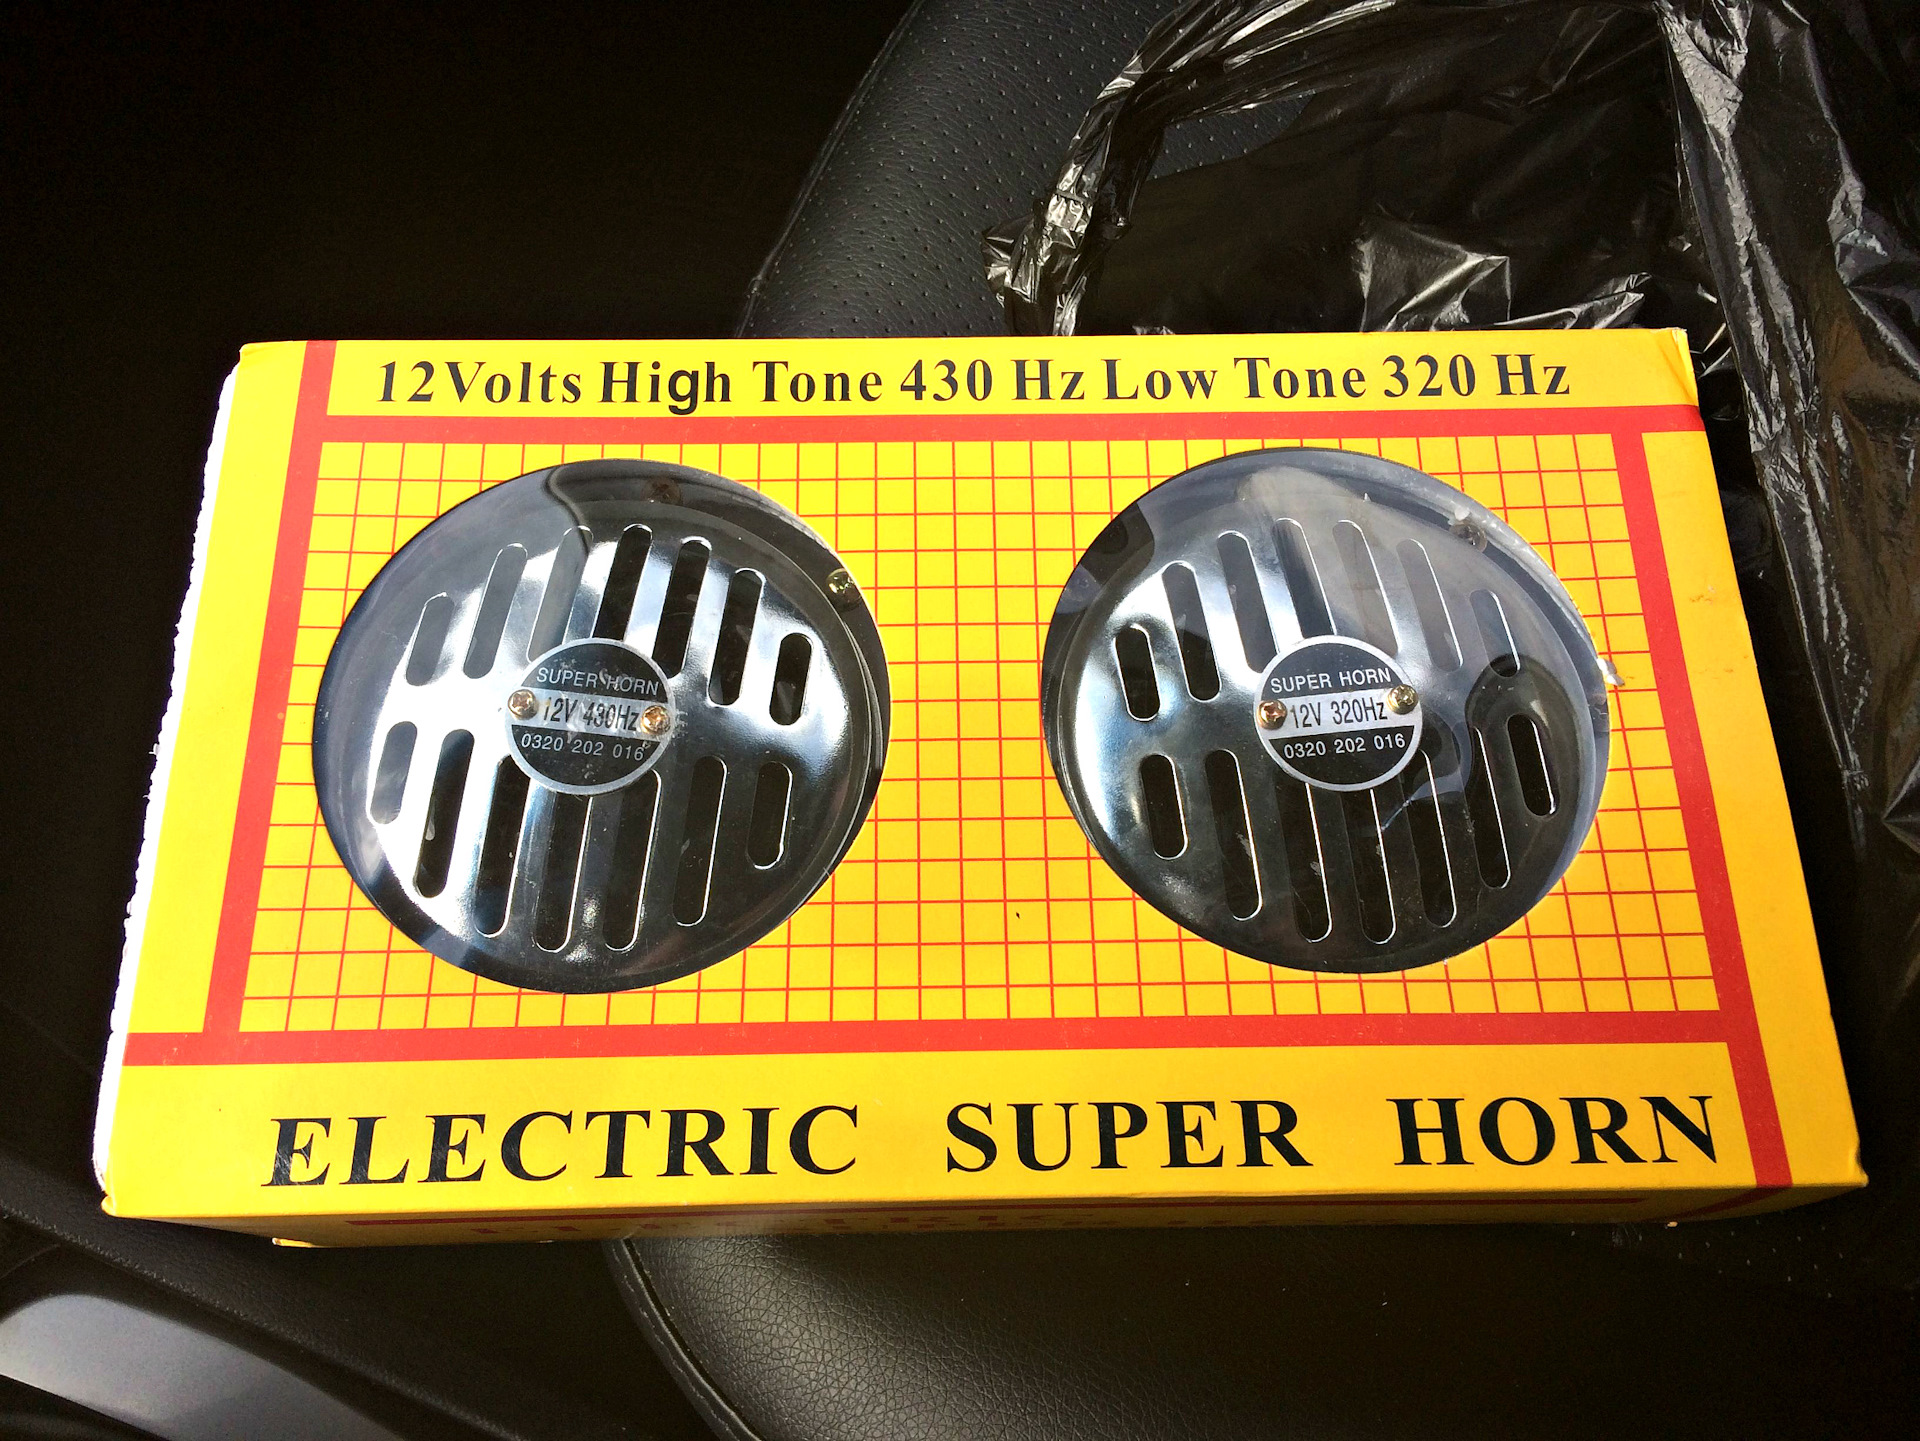 12Volts High Tone 430 Hz Low Tone 320 Hz
SUPER HORN
12V 430Hz
0320 202 016
SUPER HORN
12V 320Hz
0320 202 016
ELECTRIC SUPER HORN